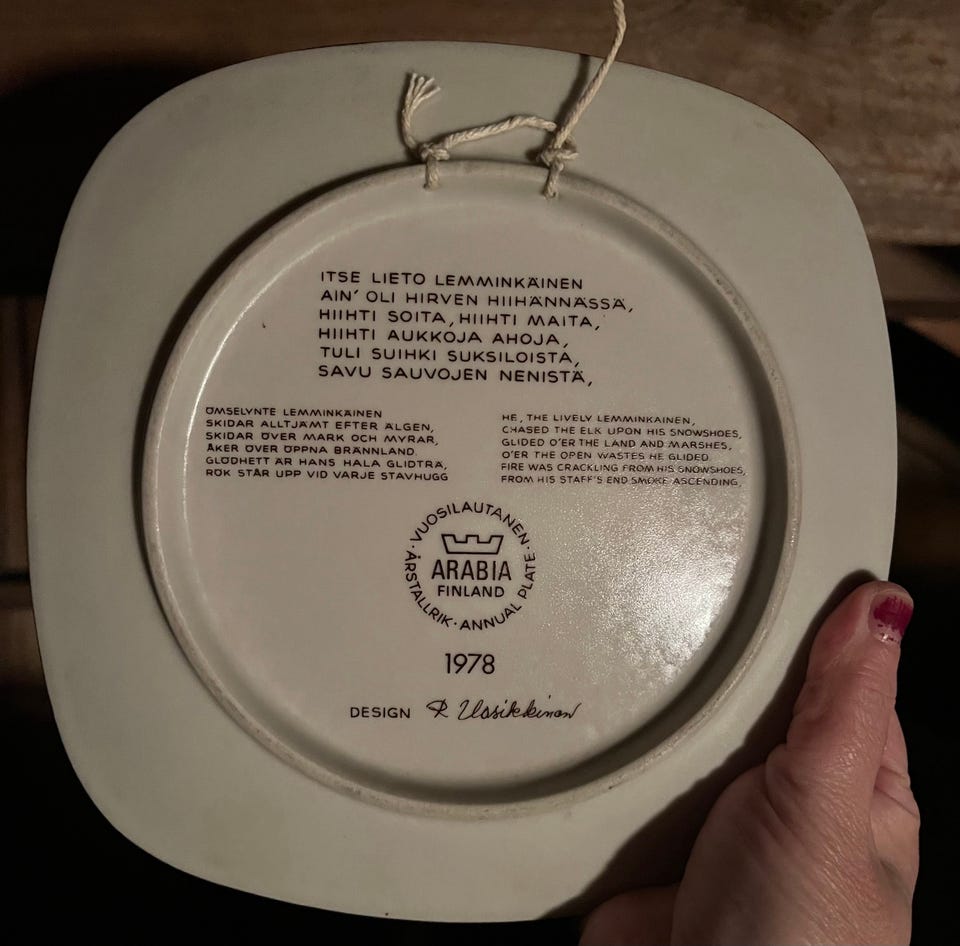 ITSE LIETO LEMMINKÄINEN
AIN' OLI HIRVEN HIIHÄNNÄSSÄ,
HIIHTI SOITA, HIIHTI MAITA,
HIIHTI AUKKOJA AHOJA,
TULI SUIHKI SUKSILOISTA,
SAVU SAUVOJEN NENISTÄ,
ÖMSELYNTE LEMMINKÄINEN
SKIDAR ALLTJÄMT EFTER ÄLGEN,
SKIDAR ÖVER MARK OCH MYRAR,
ÅKER ÖVER ÖPPNA BRÄNNLAND.
GLÖDHETT ÄR HANS HALA GLIDTRÄ,
RÖK STÅR UPP VID VARJE STAVHUGG
HE, THE LIVELY LEMMINKAINEN,
CHASED THE ELK UPON HIS SNOWSHOES,
GLIDED O'ER THE LAND AND MARSHES,
O'ER THE OPEN WASTES HE GLIDED.
FIRE WAS CRACKLING FROM HIS SNOWSHOES,
FROM HIS STAFF'S END SMOKE ASCENDING,
· VUOSILAUTANEN ·
ÅRSTALLRIK · ANNUAL PLATE
ARABIA
FINLAND
1978
DESIGN R Uosikkinen